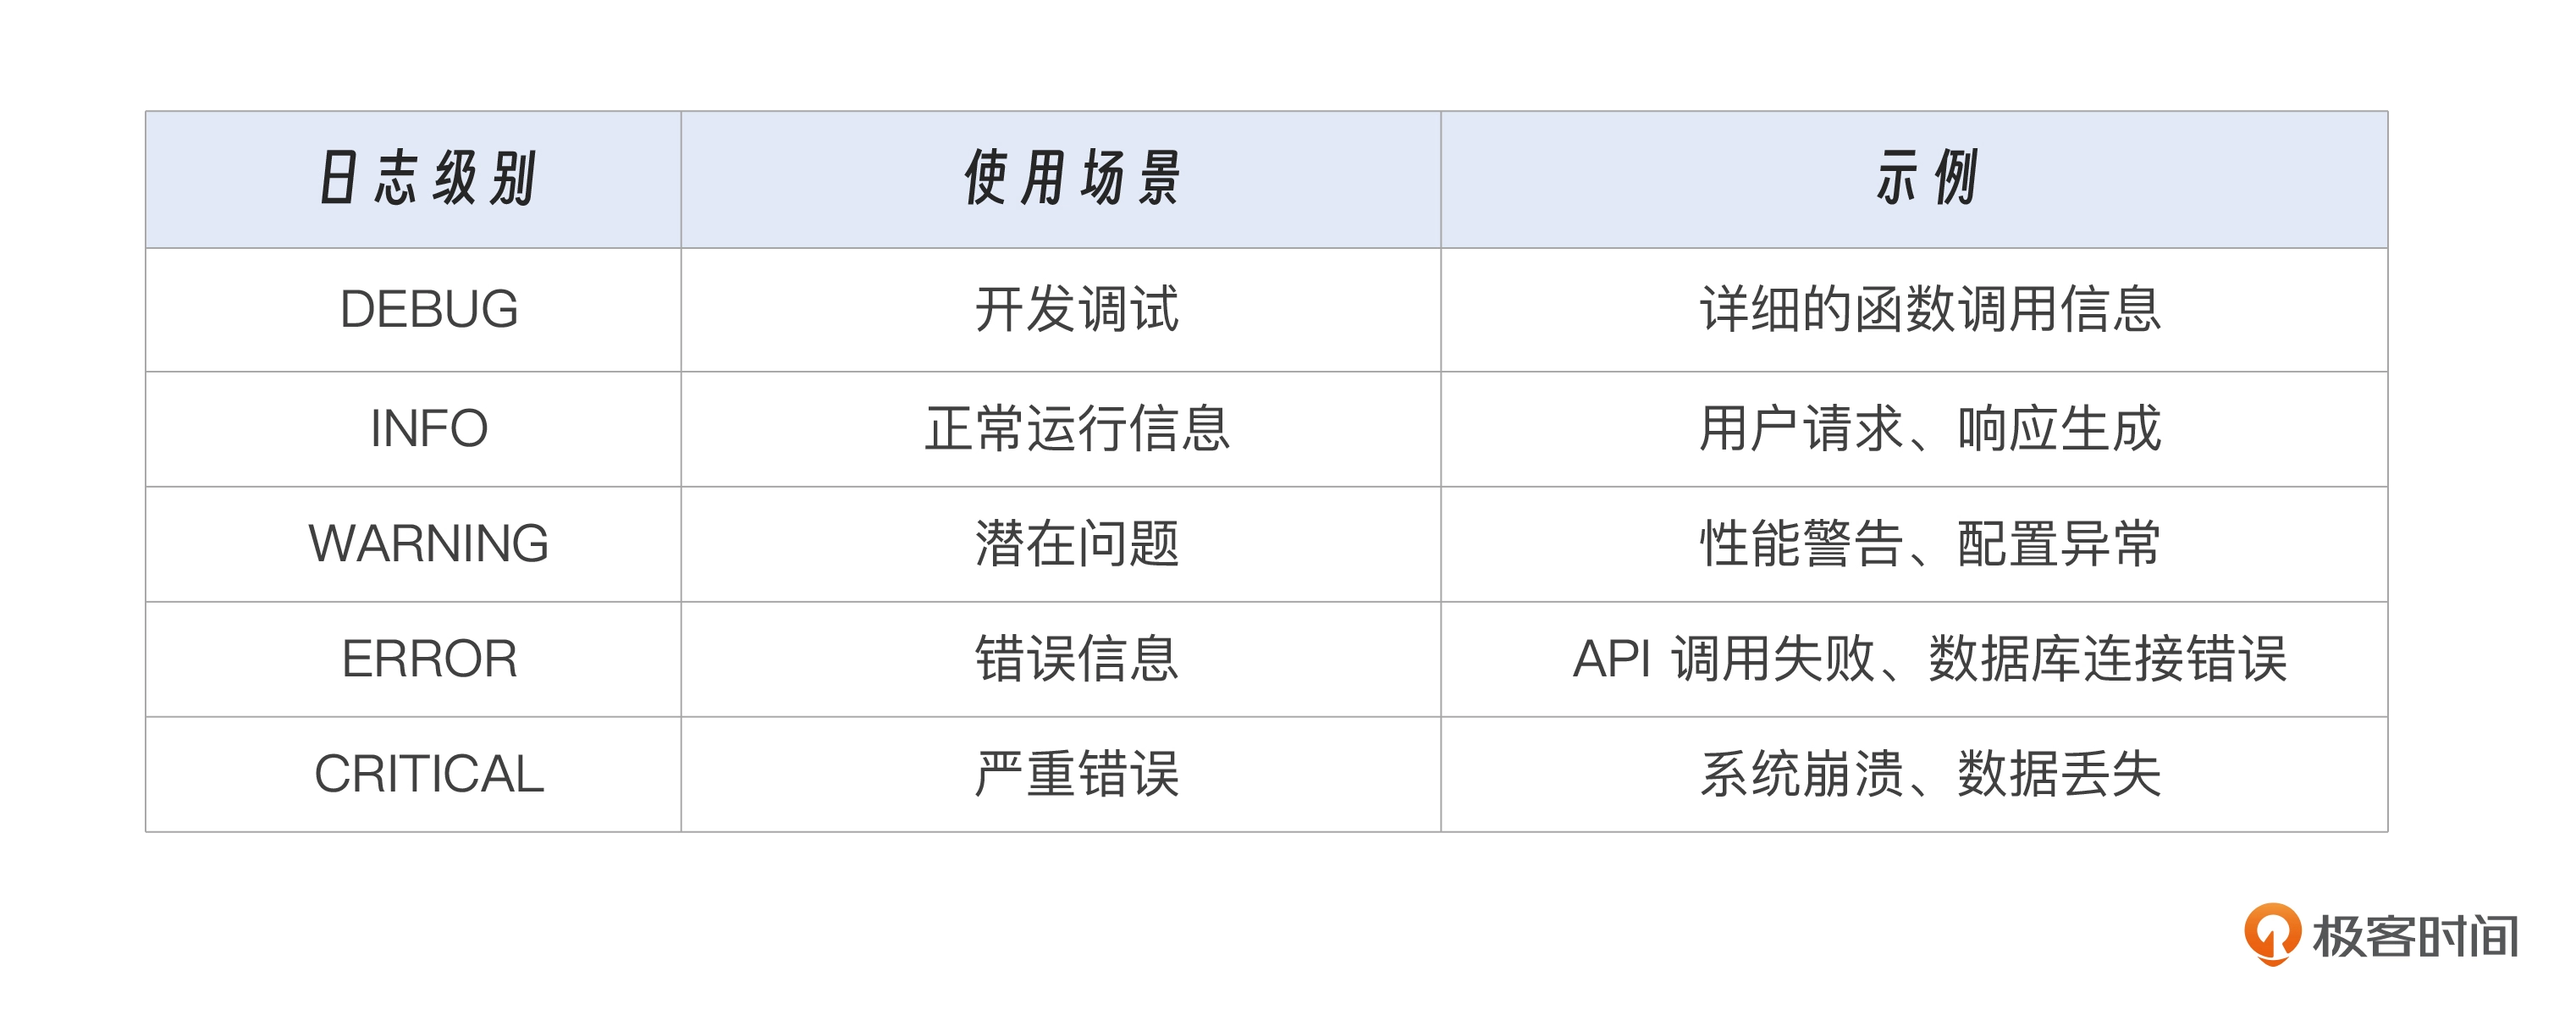 日志级别 使用场景 示例
DEBUG 开发调试 详细的函数调用信息
INFO 正常运行信息 用户请求、响应生成
WARNING 潜在问题 性能警告、配置异常
ERROR 错误信息 API 调用失败、数据库连接错误
CRITICAL 严重错误 系统崩溃、数据丢失
极客时间